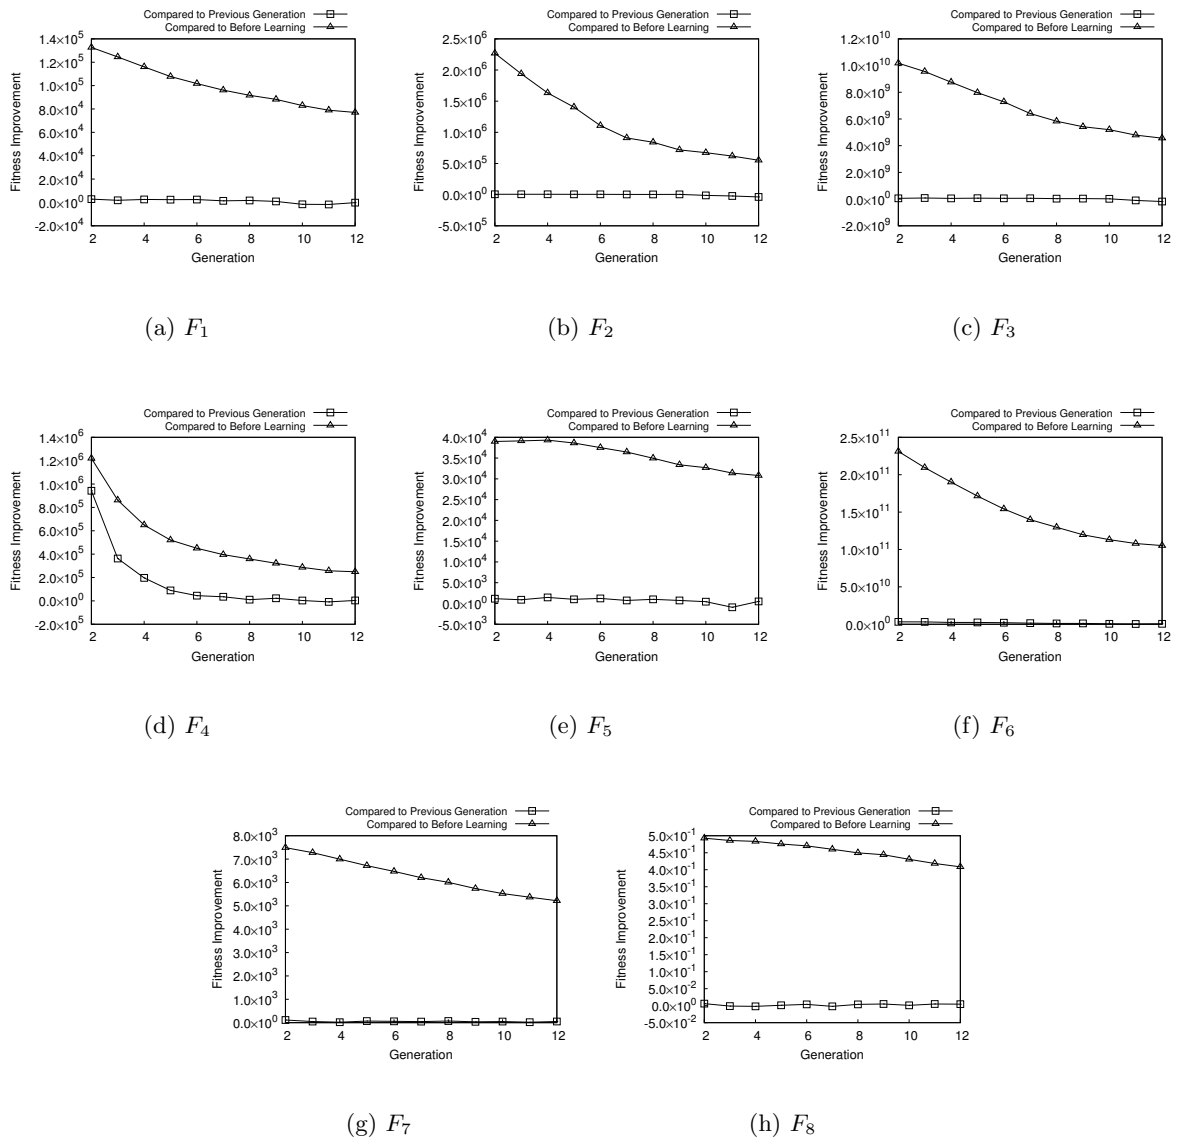 Compared to Previous Generation
Compared to Before Learning
1.4×10^5
1.2×10^5
1.0×10^5
8.0×10^4
6.0×10^4
4.0×10^4
2.0×10^4
0.0×10^0
-2.0×10^4
2 4 6 8 10 12
Fitness Improvement
Generation
(a) F_1
Compared to Previous Generation
Compared to Before Learning
2.5×10^6
2.0×10^6
1.5×10^6
1.0×10^6
5.0×10^5
0.0×10^0
-5.0×10^5
2 4 6 8 10 12
Fitness Improvement
Generation
(b) F_2
Compared to Previous Generation
Compared to Before Learning
1.2×10^10
1.0×10^10
8.0×10^9
6.0×10^9
4.0×10^9
2.0×10^9
0.0×10^0
-2.0×10^9
2 4 6 8 10 12
Fitness Improvement
Generation
(c) F_3
Compared to Previous Generation
Compared to Before Learning
1.4×10^6
1.2×10^6
1.0×10^6
8.0×10^5
6.0×10^5
4.0×10^5
2.0×10^5
0.0×10^0
-2.0×10^5
2 4 6 8 10 12
Fitness Improvement
Generation
(d) F_4
Compared to Previous Generation
Compared to Before Learning
4.0×10^4
3.5×10^4
3.0×10^4
2.5×10^4
2.0×10^4
1.5×10^4
1.0×10^4
5.0×10^3
0.0×10^0
-5.0×10^3
2 4 6 8 10 12
Fitness Improvement
Generation
(e) F_5
Compared to Previous Generation
Compared to Before Learning
2.5×10^11
2.0×10^11
1.5×10^11
1.0×10^11
5.0×10^10
0.0×10^0
2 4 6 8 10 12
Fitness Improvement
Generation
(f) F_6
Compared to Previous Generation
Compared to Before Learning
8.0×10^3
7.0×10^3
6.0×10^3
5.0×10^3
4.0×10^3
3.0×10^3
2.0×10^3
1.0×10^3
0.0×10^0
2 4 6 8 10 12
Fitness Improvement
Generation
(g) F_7
Compared to Previous Generation
Compared to Before Learning
5.0×10^-1
4.5×10^-1
4.0×10^-1
3.5×10^-1
3.0×10^-1
2.5×10^-1
2.0×10^-1
1.5×10^-1
1.0×10^-1
5.0×10^-2
0.0×10^0
-5.0×10^-2
2 4 6 8 10 12
Fitness Improvement
Generation
(h) F_8